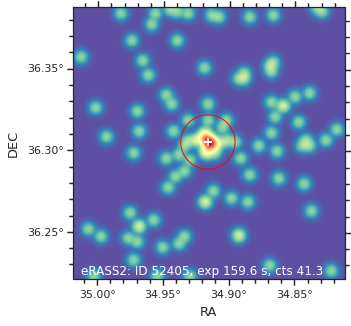 DEC
36.35°
36.30°
36.25°
eRASS2: ID 52405, exp 159.6 s, cts 41.3
35.00° 34.95° 34.90° 34.85°
RA